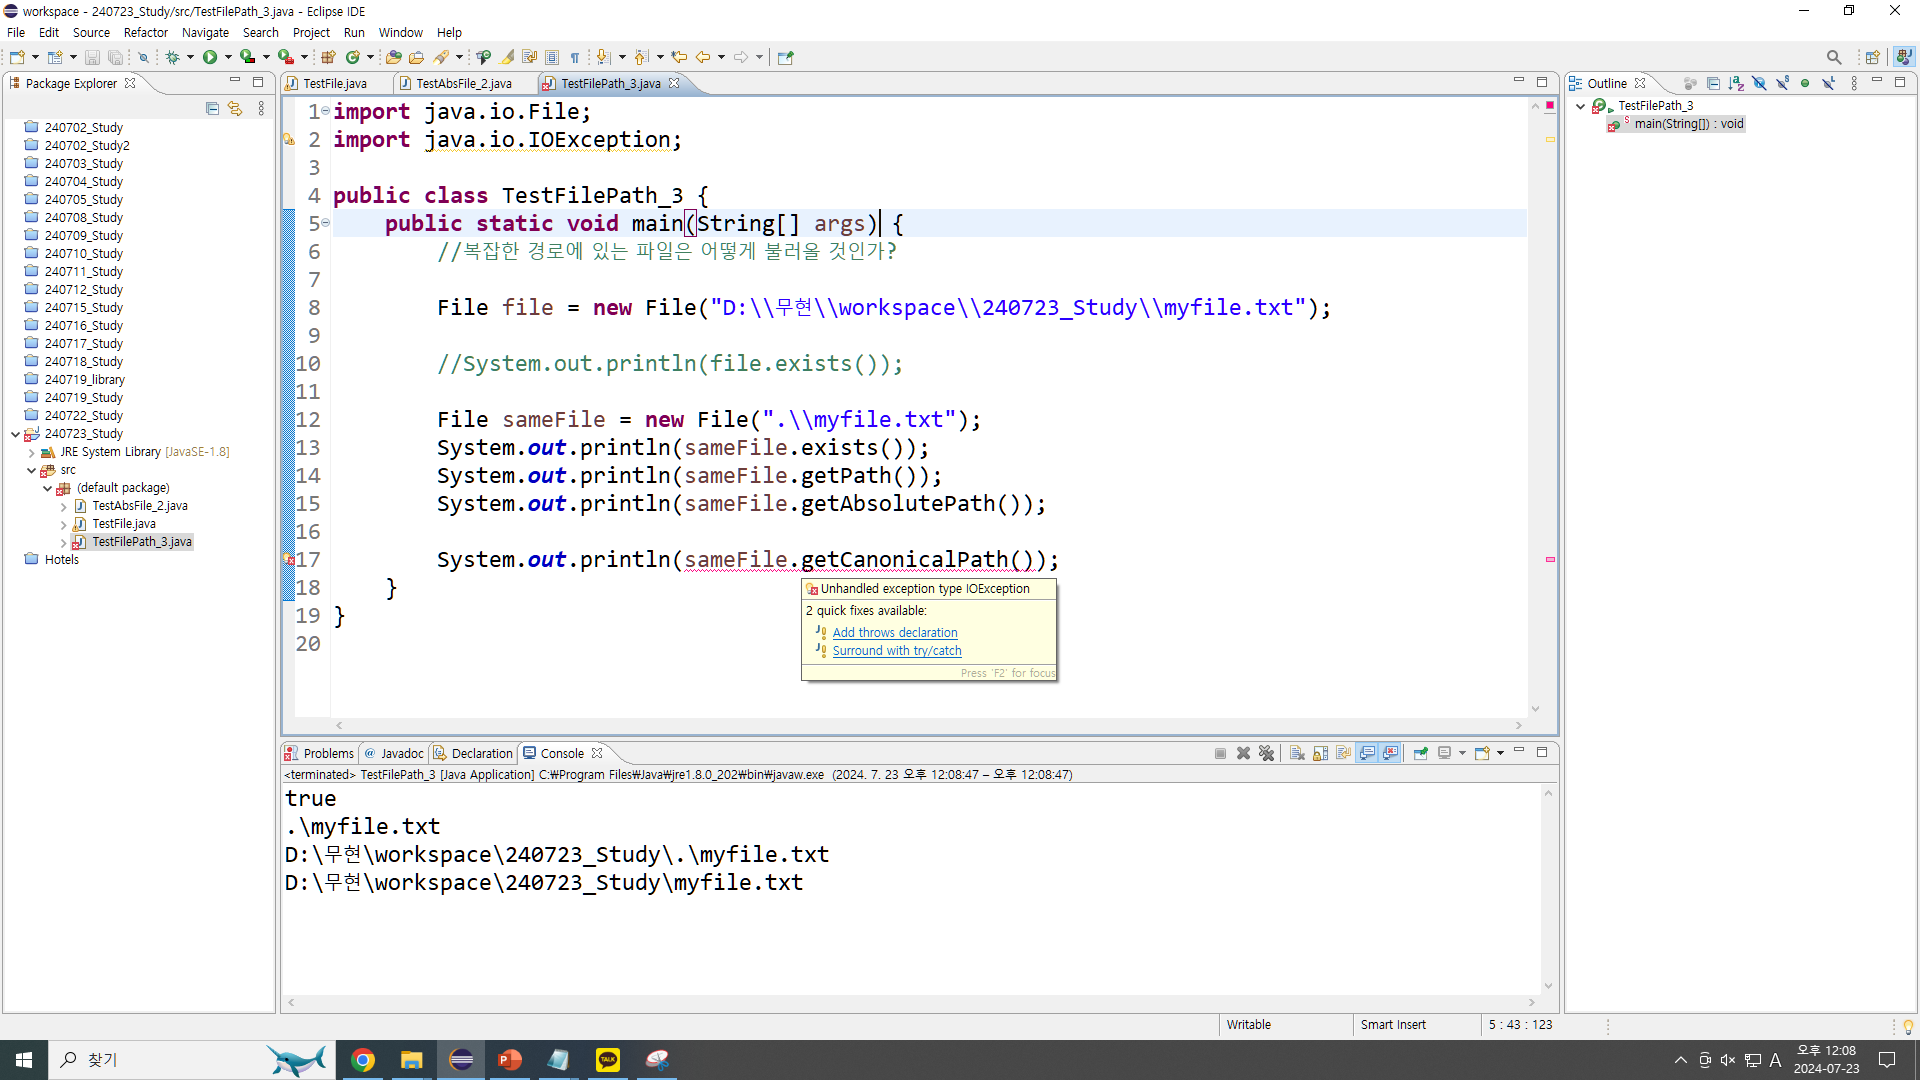 workspace - 240723_Study/src/TestFilePath_3.java - Eclipse IDE
File Edit Source Refactor Navigate Search Project Run Window Help
Package Explorer
240702_Study
240702_Study2
240703_Study
240704_Study
240705_Study
240708_Study
240709_Study
240710_Study
240711_Study
240712_Study
240715_Study
240716_Study
240717_Study
240718_Study
240719_library
240719_Study
240722_Study
240723_Study
JRE System Library [JavaSE-1.8]
src
(default package)
TestAbsFile_2.java
TestFile.java
TestFilePath_3.java
Hotels
TestFile.java TestAbsFile_2.java TestFilePath_3.java
1 import java.io.File;
2 import java.io.IOException;
3
4 public class TestFilePath_3 {
5 public static void main(String[] args) {
6 //복잡한 경로에 있는 파일은 어떻게 불러올 것인가?
7
8 File file = new File("D:\\무현\\workspace\\240723_Study\\myfile.txt");
9
10 //System.out.println(file.exists());
11
12 File sameFile = new File(".\\myfile.txt");
13 System.out.println(sameFile.exists());
14 System.out.println(sameFile.getPath());
15 System.out.println(sameFile.getAbsolutePath());
16
17 System.out.println(sameFile.getCanonicalPath());
18 }
19 }
20
Unhandled exception type IOException
2 quick fixes available:
Add throws declaration
Surround with try/catch
Press 'F2' for focus
Outline
TestFilePath_3
main(String[]) : void
Problems @ Javadoc Declaration Console
<terminated> TestFilePath_3 [Java Application] C:₩Program Files₩Java₩jre1.8.0_202₩bin₩javaw.exe (2024. 7. 23 오후 12:08:47 – 오후 12:08:47)
true
.\myfile.txt
D:\무현\workspace\240723_Study\.\myfile.txt
D:\무현\workspace\240723_Study\myfile.txt
Writable Smart Insert 5 : 43 : 123
찾기
TALK
A
오후 12:08
2024-07-23